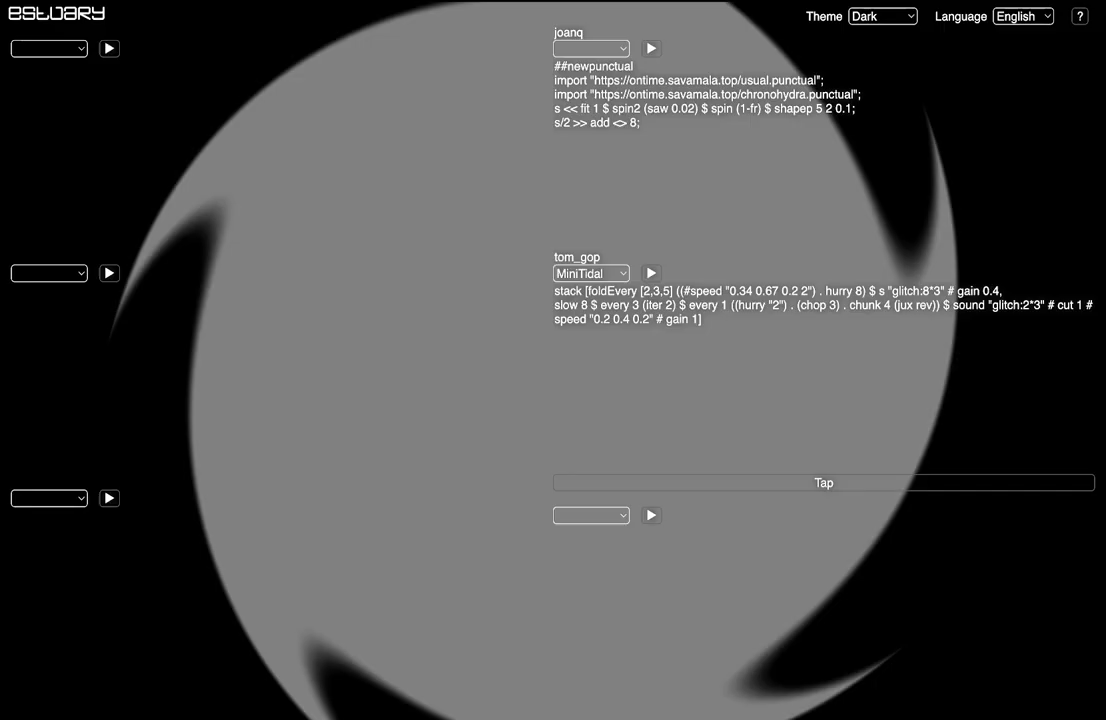 estuary
Theme Dark Language English ?
joanq
##newpunctual
import "https://ontime.savamala.top/usual.punctual";
import "https://ontime.savamala.top/chronohydra.punctual";
s << fit 1 $ spin2 (saw 0.02) $ spin (1-fr) $ shapep 5 2 0.1;
s/2 >> add <> 8;
tom_gop
MiniTidal
stack [foldEvery [2,3,5] ((#speed "0.34 0.67 0.2 2") . hurry 8) $ s "glitch:8*3" # gain 0.4,
slow 8 $ every 3 (iter 2) $ every 1 ((hurry "2") . (chop 3) . chunk 4 (jux rev)) $ sound "glitch:2*3" # cut 1 #
speed "0.2 0.4 0.2" # gain 1]
Tap